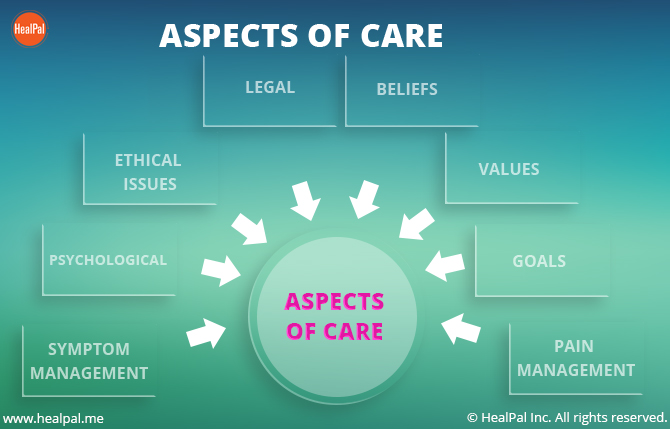 HealPal
ASPECTS OF CARE
LEGAL
BELIEFS
ETHICAL
ISSUES
VALUES
PSYCHOLOGICAL
GOALS
ASPECTS
OF CARE
SYMPTOM
MANAGEMENT
PAIN
MANAGEMENT
www.healpal.me
© HealPal Inc. All rights reserved.